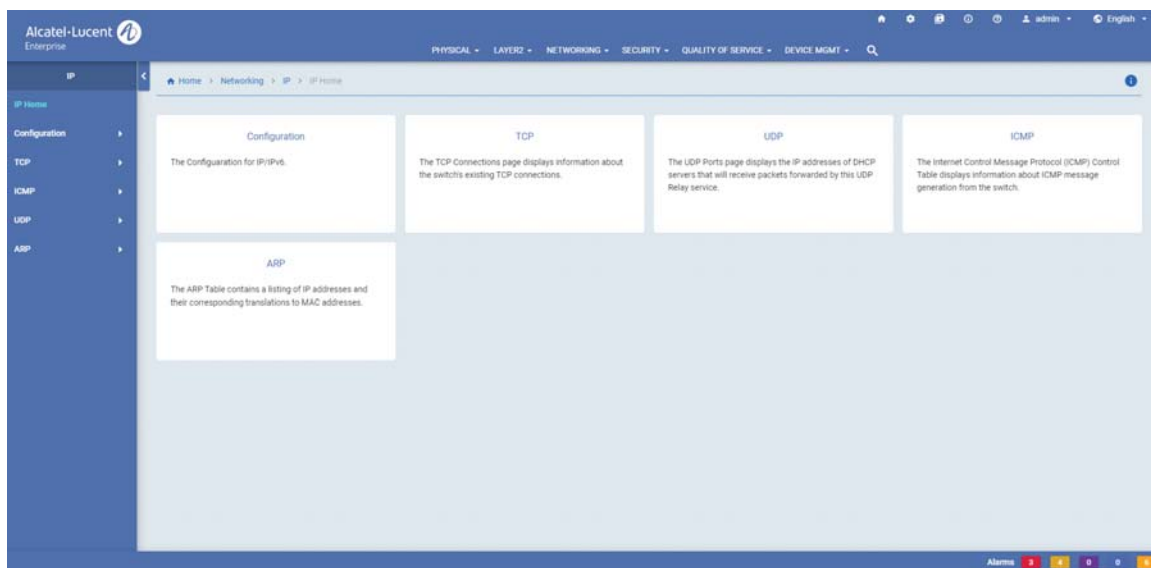 Alcatel-Lucent
Enterprise
admin
English
PHYSICAL
LAYER2
NETWORKING
SECURITY
QUALITY OF SERVICE
DEVICE MGMT
IP
Home > Networking > IP > IP Home
IP Home
Configuration
TCP
ICMP
UDP
ARP
Configuration
The Configuaration for IP/IPv6.
TCP
The TCP Connections page displays information about
the switch's existing TCP connections.
UDP
The UDP Ports page displays the IP addresses of DHCP
servers that will receive packets forwarded by this UDP
Relay service.
ICMP
The Internet Control Message Protocol (ICMP) Control
Table displays information about ICMP message
generation from the switch.
ARP
The ARP Table contains a listing of IP addresses and
their corresponding translations to MAC addresses.
Alarms 3 4 0 0